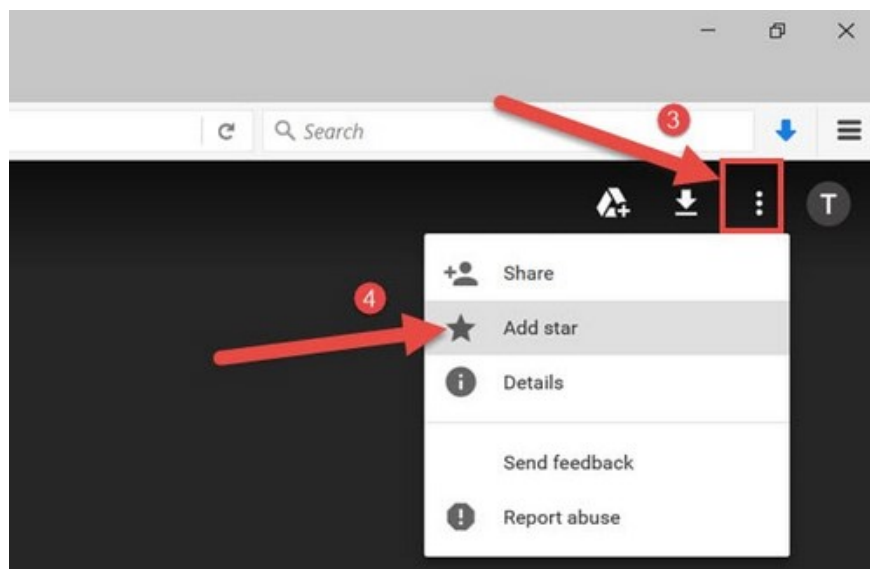 Search
3
T
Share
4
Add star
Details
Send feedback
Report abuse